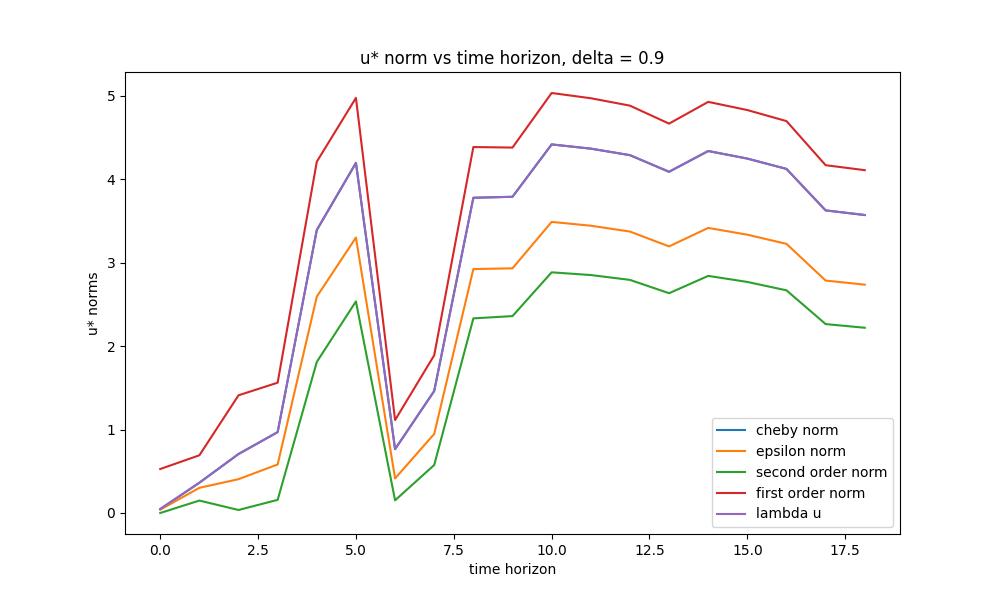 u* norm vs time horizon, delta = 0.9
u* norms
5
4
3
2
1
0
0.0 2.5 5.0 7.5 10.0 12.5 15.0 17.5
time horizon
cheby norm
epsilon norm
second order norm
first order norm
lambda u